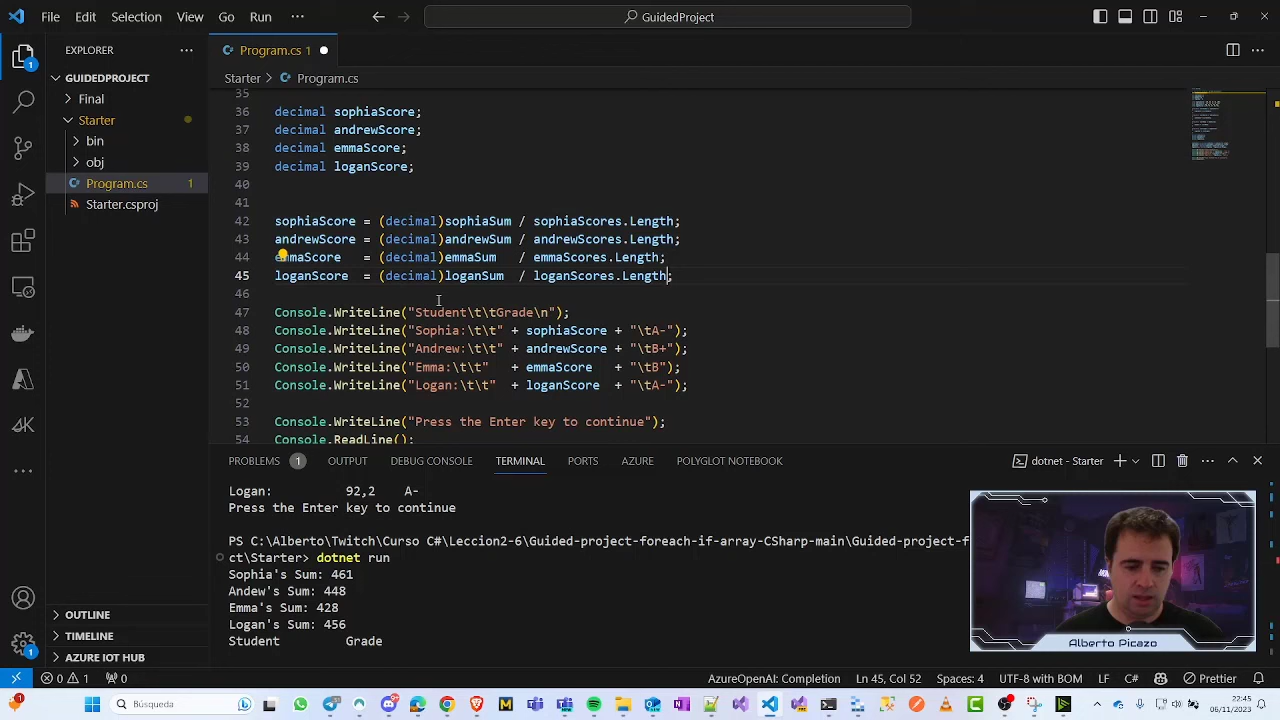 File Edit Selection View Go Run ··· GuidedProject
EXPLORER ···
GUIDEDPROJECT
Final
Starter
bin
obj
Program.cs 1
Starter.csproj
OUTLINE
TIMELINE
AZURE IOT HUB
Program.cs 1
Starter > Program.cs
35
36 decimal sophiaScore;
37 decimal andrewScore;
38 decimal emmaScore;
39 decimal loganScore;
40
41
42 sophiaScore = (decimal)sophiaSum / sophiaScores.Length;
43 andrewScore = (decimal)andrewSum / andrewScores.Length;
44 emmaScore = (decimal)emmaSum / emmaScores.Length;
45 loganScore = (decimal)loganSum / loganScores.Length;
46
47 Console.WriteLine("Student\t\tGrade\n");
48 Console.WriteLine("Sophia:\t\t" + sophiaScore + "\tA-");
49 Console.WriteLine("Andrew:\t\t" + andrewScore + "\tB+");
50 Console.WriteLine("Emma:\t\t" + emmaScore + "\tB");
51 Console.WriteLine("Logan:\t\t" + loganScore + "\tA-");
52
53 Console.WriteLine("Press the Enter key to continue");
54 Console.ReadLine();
PROBLEMS 1 OUTPUT DEBUG CONSOLE TERMINAL PORTS AZURE POLYGLOT NOTEBOOK dotnet - Starter
Logan: 92,2 A-
Press the Enter key to continue
PS C:\Alberto\Twitch\Curso C#\Leccion2-6\Guided-project-foreach-if-array-CSharp-main\Guided-project-f
ct\Starter> dotnet run
Sophia's Sum: 461
Andew's Sum: 448
Emma's Sum: 428
Logan's Sum: 456
Student Grade
Alberto Picazo
0 1 0 AzureOpenAI: Completion Ln 45, Col 52 Spaces: 4 UTF-8 with BOM LF C# Prettier
Búsqueda
22:45
06/11/2023